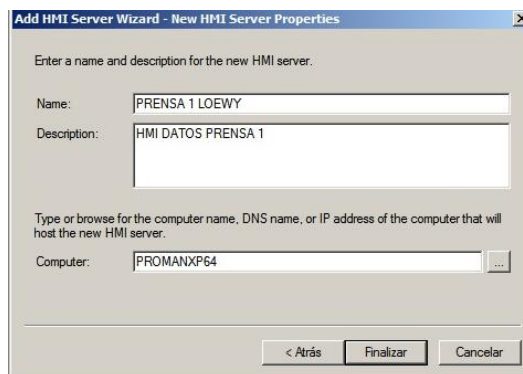 Add HMI Server Wizard - New HMI Server Properties
Enter a name and description for the new HMI server.
Name: PRENSA 1 LOEWY
Description: HMI DATOS PRENSA 1
Type or browse for the computer name, DNS name, or IP address of the computer that will
host the new HMI server.
Computer: PROMANXP64 ...
< Atrás Finalizar Cancelar